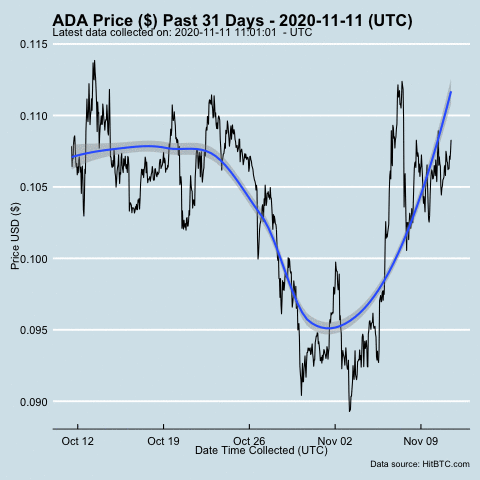 ADA Price ($) Past 31 Days - 2020-11-11 (UTC)
Latest data collected on: 2020-11-11 11:01:01 - UTC
0.115
0.110
0.105
0.100
0.095
0.090
Price USD ($)
Oct 12 Oct 19 Oct 26 Nov 02 Nov 09
Date Time Collected (UTC)
Data source: HitBTC.com